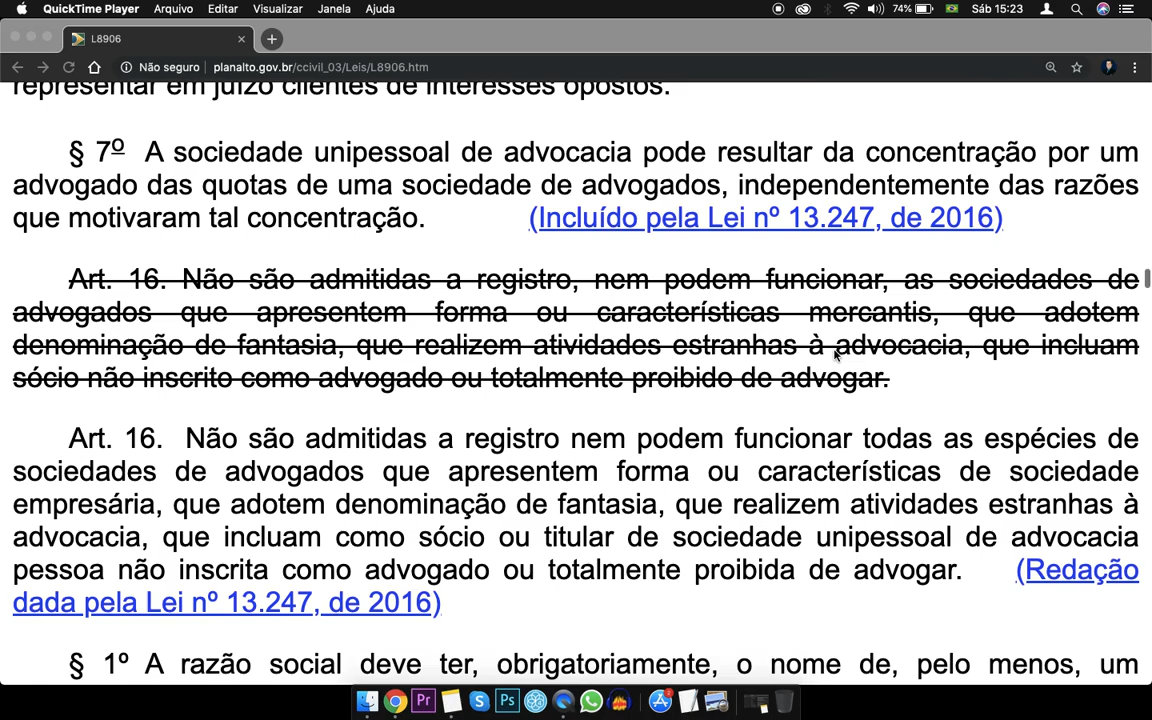 QuickTime Player Arquivo Editar Visualizar Janela Ajuda 74% Sáb 15:23
L8906
Não seguro planalto.gov.br/ccivil_03/Leis/L8906.htm
representar em juízo clientes de interesses opostos.
§ 7º A sociedade unipessoal de advocacia pode resultar da concentração por um
advogado das quotas de uma sociedade de advogados, independentemente das razões
que motivaram tal concentração. (Incluído pela Lei nº 13.247, de 2016)
Art. 16. Não são admitidas a registro, nem podem funcionar, as sociedades de
advogados que apresentem forma ou características mercantis, que adotem
denominação de fantasia, que realizem atividades estranhas à advocacia, que incluam
sócio não inscrito como advogado ou totalmente proibido de advogar.
Art. 16. Não são admitidas a registro nem podem funcionar todas as espécies de
sociedades de advogados que apresentem forma ou características de sociedade
empresária, que adotem denominação de fantasia, que realizem atividades estranhas à
advocacia, que incluam como sócio ou titular de sociedade unipessoal de advocacia
pessoa não inscrita como advogado ou totalmente proibida de advogar. (Redação
dada pela Lei nº 13.247, de 2016)
§ 1º A razão social deve ter, obrigatoriamente, o nome de, pelo menos, um
Pr Ps